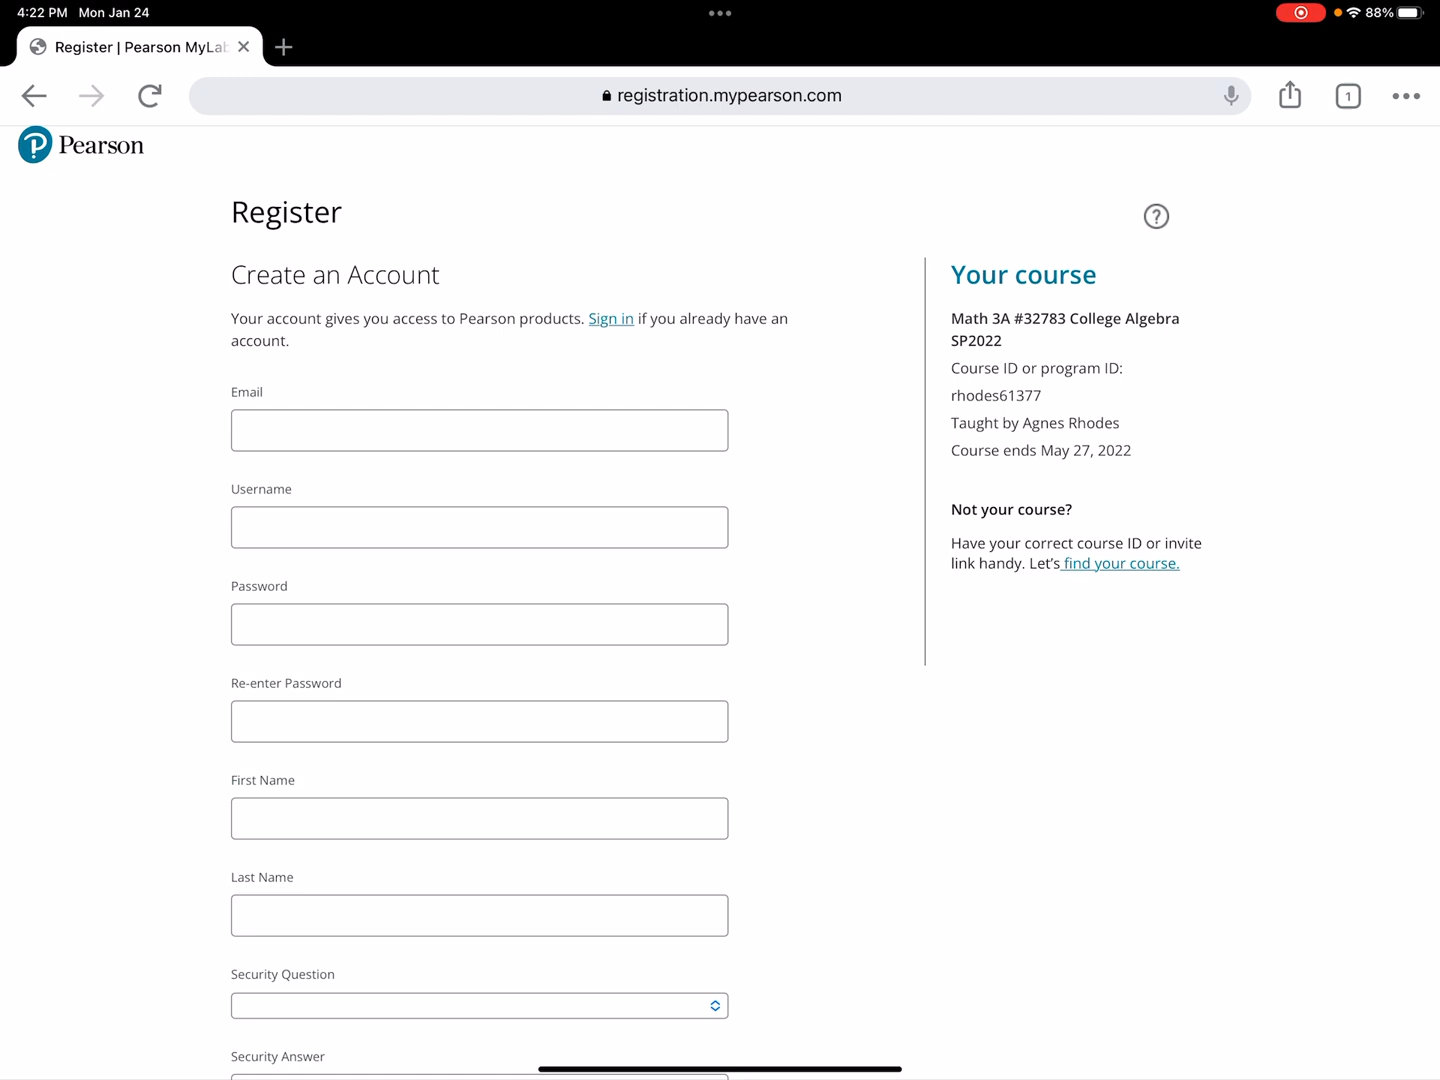 4:22 PM Mon Jan 24
88%
Register | Pearson MyLab
registration.mypearson.com
1
Pearson
Register
Create an Account
Your account gives you access to Pearson products. Sign in if you already have an
account.
Email
Username
Password
Re-enter Password
First Name
Last Name
Security Question
Security Answer
Your course
Math 3A #32783 College Algebra
SP2022
Course ID or program ID:
rhodes61377
Taught by Agnes Rhodes
Course ends May 27, 2022
Not your course?
Have your correct course ID or invite
link handy. Let's find your course.